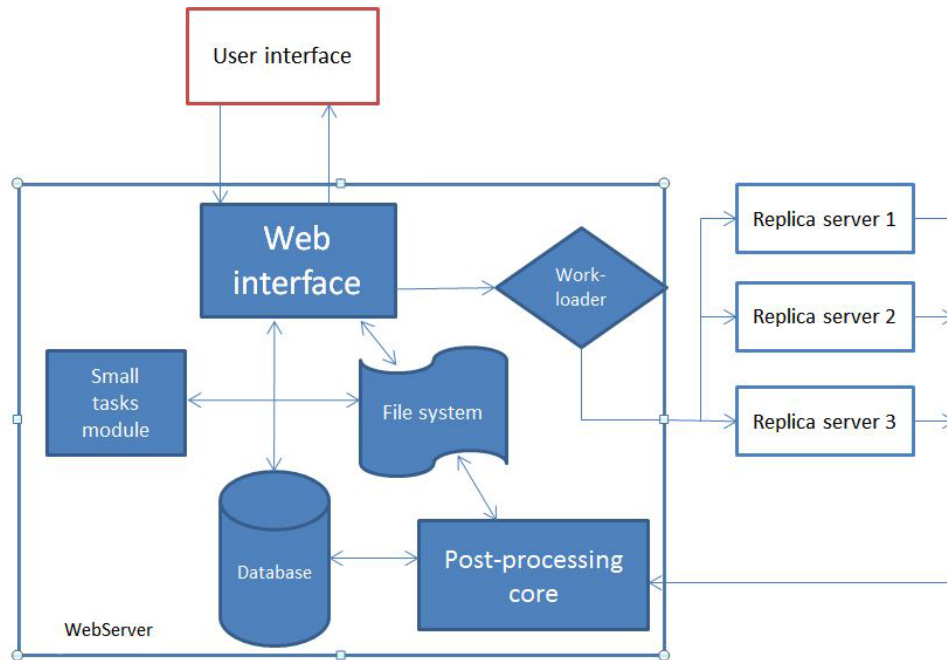 User interface
Web
interface
Work-
loader
Replica server 1
Replica server 2
Replica server 3
Small
tasks
module
File system
Database
Post-processing
core
WebServer